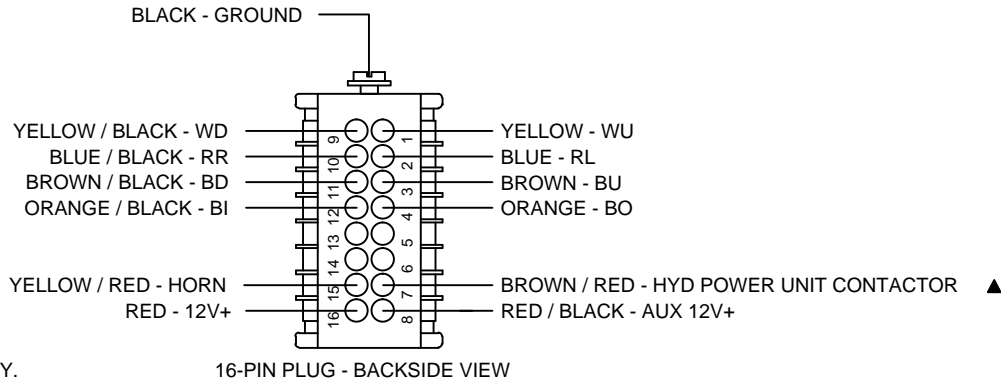 BLACK - GROUND
YELLOW / BLACK - WD 9 1 YELLOW - WU
BLUE / BLACK - RR 10 2 BLUE - RL
BROWN / BLACK - BD 11 3 BROWN - BU
ORANGE / BLACK - BI 12 4 ORANGE - BO
13 5
14 6
YELLOW / RED - HORN 15 7 BROWN / RED - HYD POWER UNIT CONTACTOR
RED - 12V+ 16 8 RED / BLACK - AUX 12V+
Y. 16-PIN PLUG - BACKSIDE VIEW